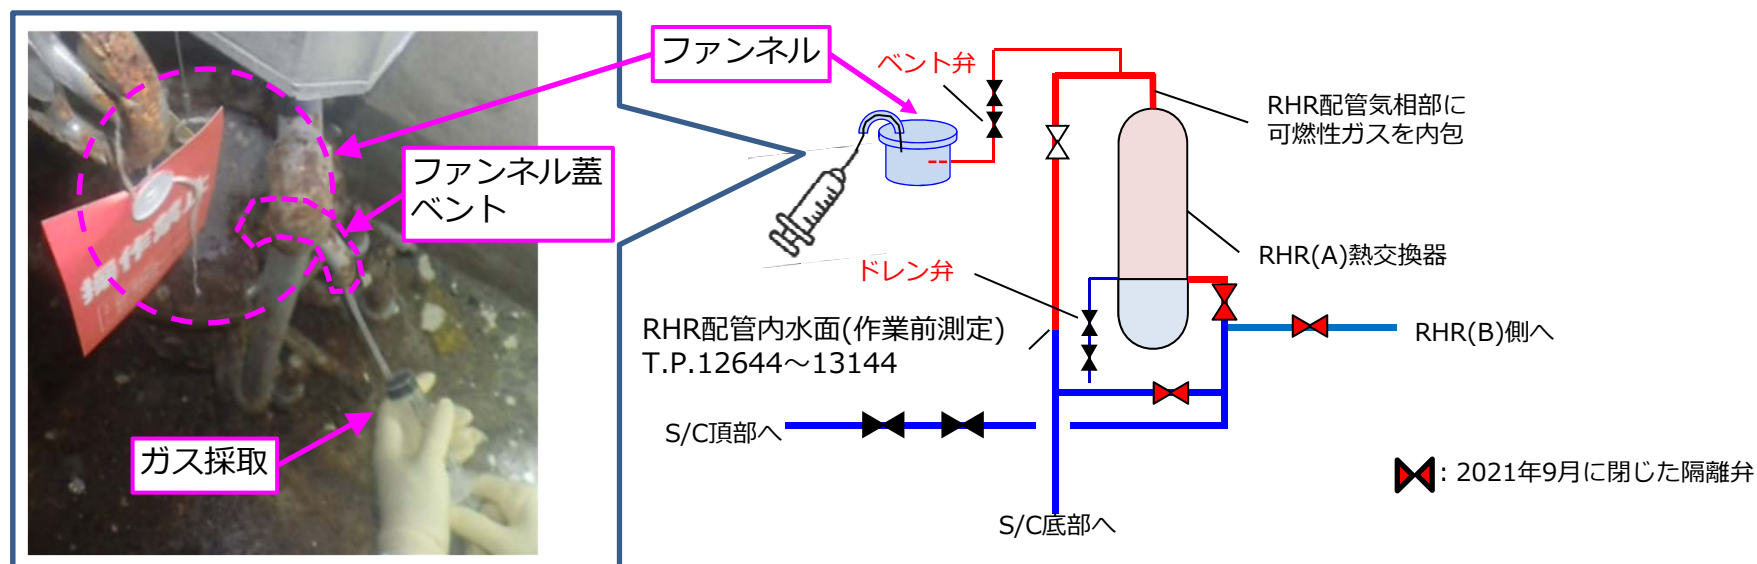 ファンネル
ファンネル蓋
ベント
ガス採取
ベント弁
RHR配管気相部に
可燃性ガスを内包
RHR(A)熱交換器
ドレン弁
RHR配管内水面(作業前測定)
T.P.12644～13144
RHR(B)側へ
S/C頂部へ
S/C底部へ
: 2021年9月に閉じた隔離弁